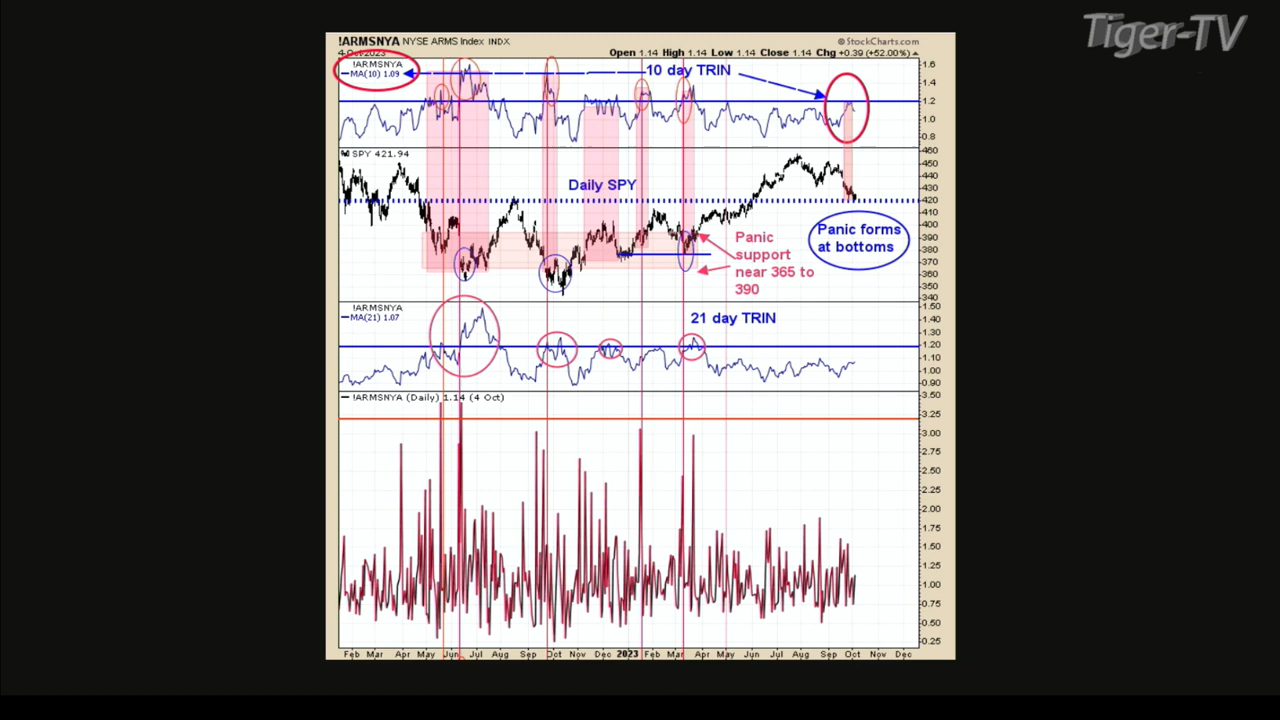 Tiger-TV
!ARMSNYA NYSE ARMS Index INDX
© StockCharts.com
4-Oct-2023
Open 1.14 High 1.14 Low 1.14 Close 1.14 Chg +0.39 (+52.00%)
!ARMSNYA
MA(10) 1.09
10 day TRIN
1.6
1.4
1.2
1.0
0.8
SPY 421.94
Daily SPY
460
450
440
430
420
410
400
390
380
370
360
350
340
Panic forms
at bottoms
Panic
support
near 365 to
390
!ARMSNYA
MA(21) 1.07
21 day TRIN
1.50
1.40
1.30
1.20
1.10
1.00
0.90
!ARMSNYA (Daily) 1.14 (4 Oct)
3.50
3.25
3.00
2.75
2.50
2.25
2.00
1.75
1.50
1.25
1.00
0.75
0.50
0.25
Feb Mar Apr May Jun Jul Aug Sep Oct Nov Dec 2023 Feb Mar Apr May Jun Jul Aug Sep Oct Nov Dec